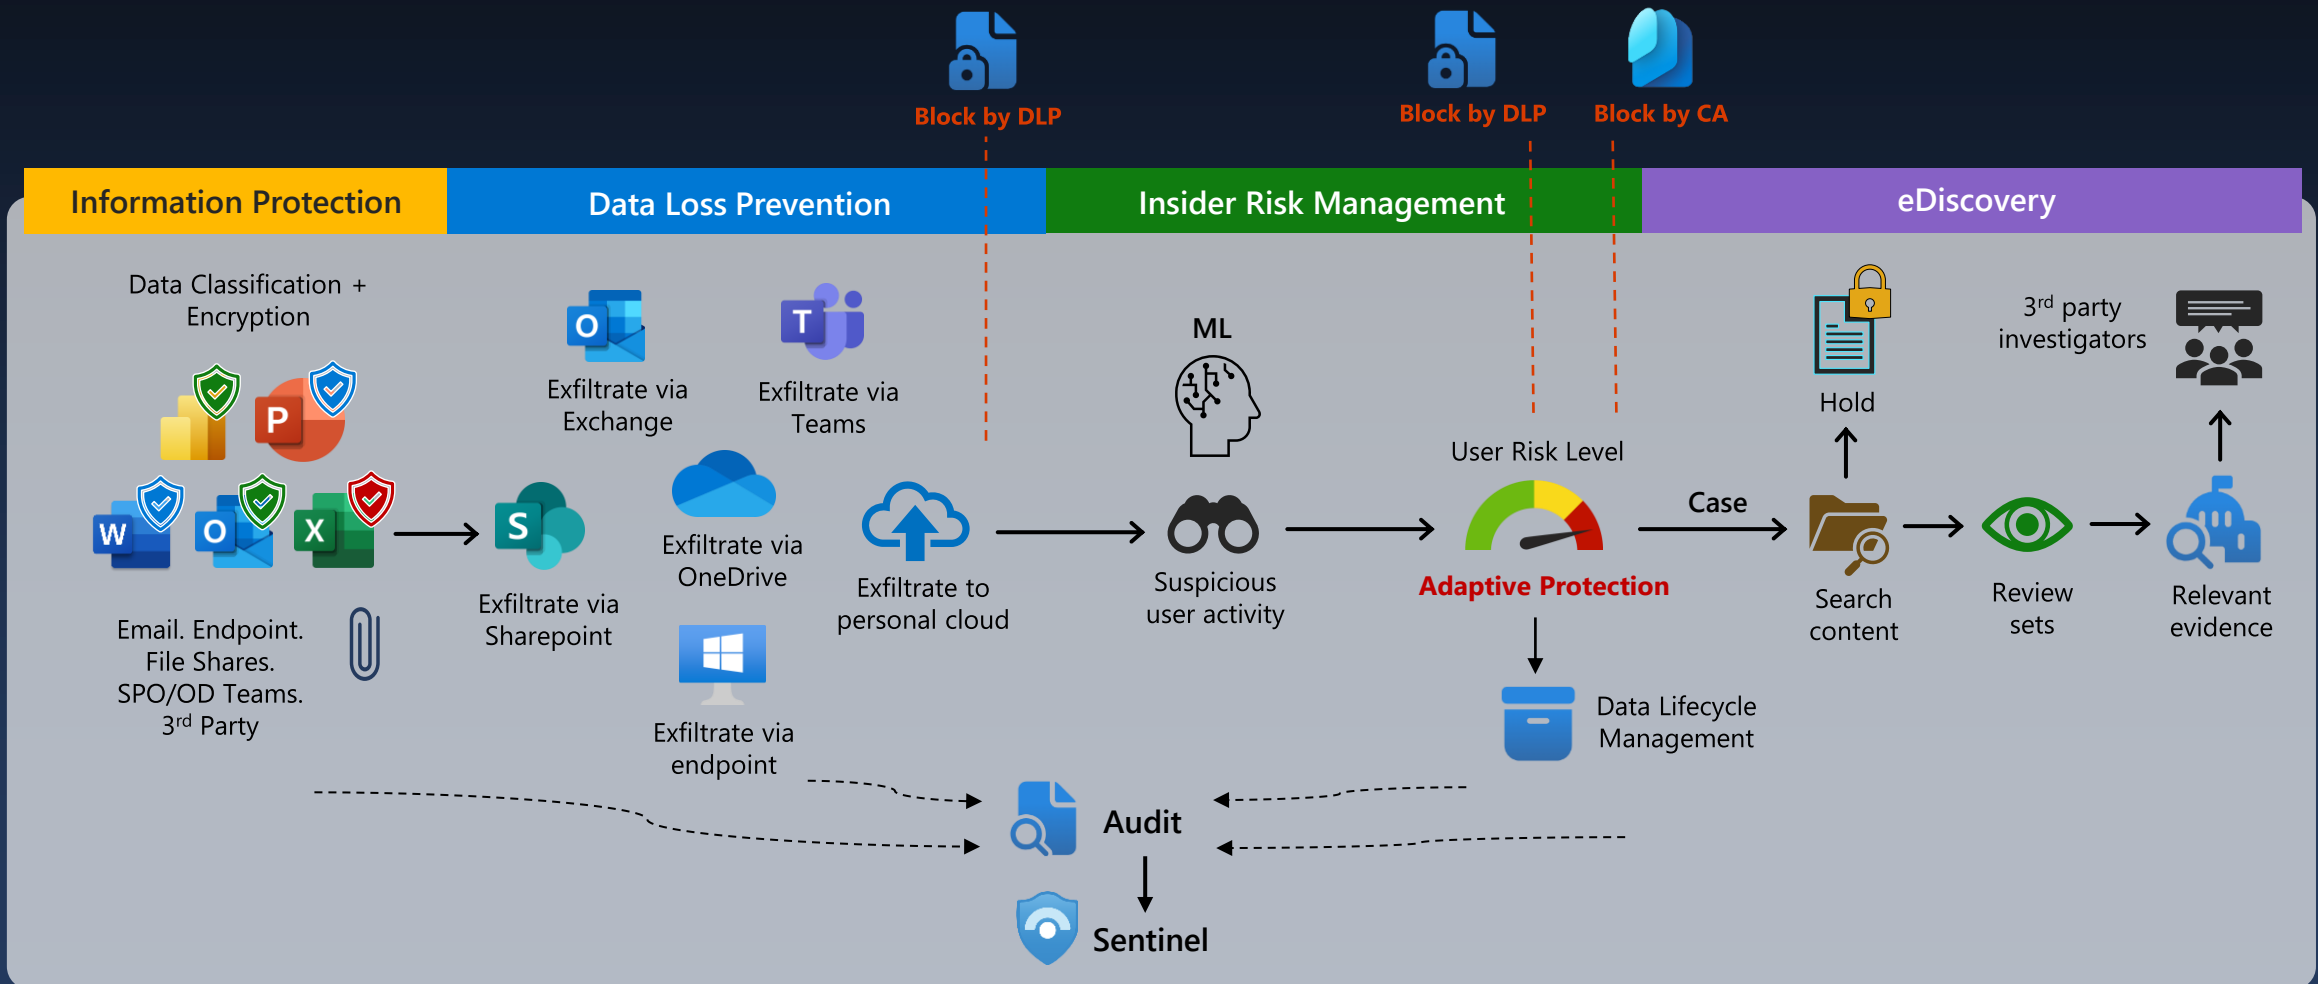 Block by DLP
Block by DLP
Block by CA
Information Protection
Data Loss Prevention
Insider Risk Management
eDiscovery
Data Classification +
Encryption
P
W
O
X
Email. Endpoint.
File Shares.
SPO/OD Teams.
3rd Party
O
Exfiltrate via
Exchange
T
Exfiltrate via
Teams
S
Exfiltrate via
Sharepoint
Exfiltrate via
OneDrive
Exfiltrate via
endpoint
Exfiltrate to
personal cloud
ML
Suspicious
user activity
User Risk Level
Adaptive Protection
Data Lifecycle
Management
Case
Hold
Search
content
Review
sets
3rd party
investigators
Relevant
evidence
Audit
Sentinel